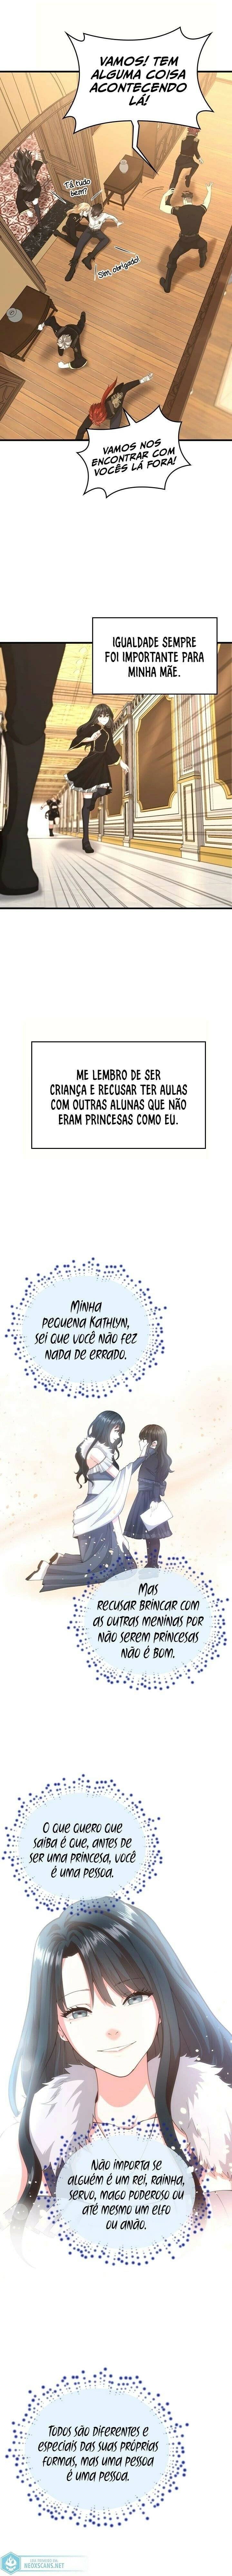 VAMOS! TEM
ALGUMA COISA
ACONTECENDO
LÁ!
Tá tudo
bem?
Sim, obrigado!
VAMOS NOS
ENCONTRAR COM
VOCÊS LÁ FORA!
IGUALDADE SEMPRE
FOI IMPORTANTE PARA
MINHA MÃE.
ME LEMBRO DE SER
CRIANÇA E RECUSAR TER AULAS
COM OUTRAS ALUNAS QUE NÃO
ERAM PRINCESAS COMO EU.
MINHA
PEQUENA KATHLYN,
SEI QUE VOCÊ NÃO FEZ
NADA DE ERRADO.
MAS
RECUSAR BRINCAR COM
AS OUTRAS MENINAS POR
NÃO SEREM PRINCESAS
NÃO É BOM.
O QUE QUERO QUE
SAIBA É QUE, ANTES DE
SER UMA PRINCESA, VOCÊ
É UMA PESSOA.
NÃO IMPORTA SE
ALGUÉM É UM REI, RAINHA,
SERVO, MAGO PODEROSO OU
ATÉ MESMO UM ELFO
OU ANÃO.
TODOS SÃO DIFERENTES E
ESPECIAIS DAS SUAS PRÓPRIAS
FORMAS, MAS UMA PESSOA
É UMA PESSOA.
NEOXSCANS.NET